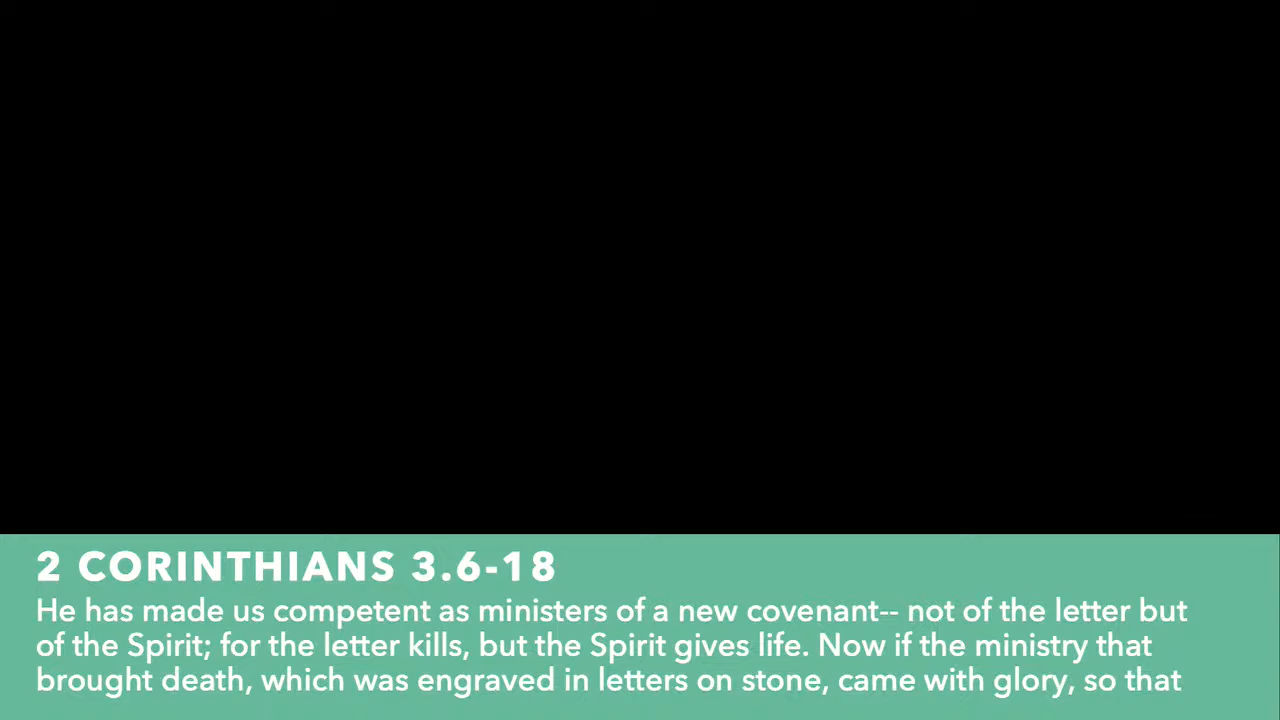 2 CORINTHIANS 3.6-18
He has made us competent as ministers of a new covenant-- not of the letter but
of the Spirit; for the letter kills, but the Spirit gives life. Now if the ministry that
brought death, which was engraved in letters on stone, came with glory, so that